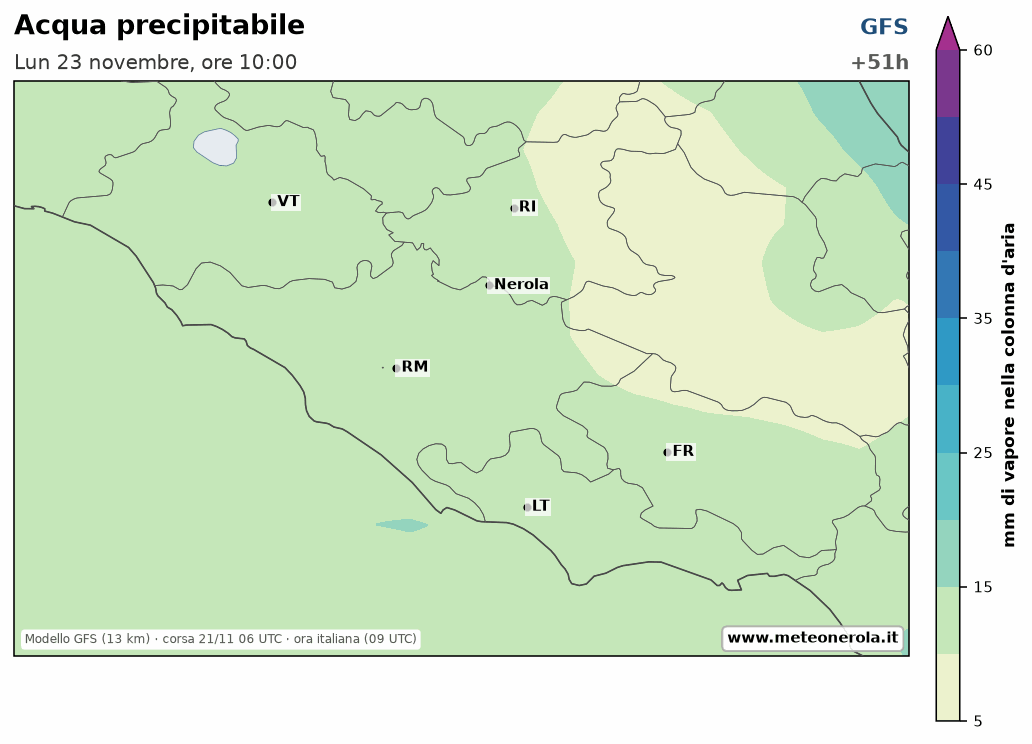 Acqua precipitabile
GFS
Lun 23 novembre, ore 10:00
+51h
60
45
35
25
15
5
mm di vapore nella colonna d'aria
VT
RI
Nerola
RM
FR
LT
Modello GFS (13 km) · corsa 21/11 06 UTC · ora italiana (09 UTC)
www.meteonerola.it